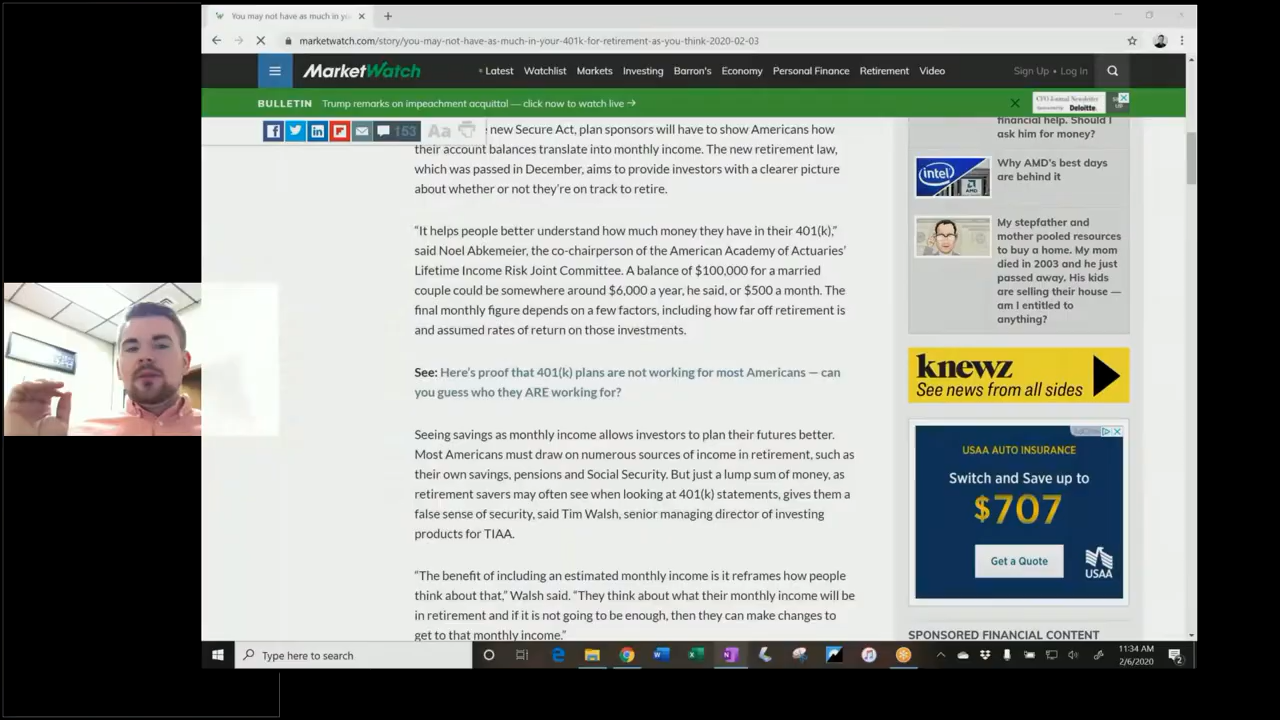 You may not have as much in yo
marketwatch.com/story/you-may-not-have-as-much-in-your-401k-for-retirement-as-you-think-2020-02-03
MarketWatch
Latest Watchlist Markets Investing Barron's Economy Personal Finance Retirement Video
Sign Up • Log In
BULLETIN Trump remarks on impeachment acquittal — click now to watch live →
CFO Journal Newsletter
Deloitte.
153
Aa
new Secure Act, plan sponsors will have to show Americans how
their account balances translate into monthly income. The new retirement law,
which was passed in December, aims to provide investors with a clearer picture
about whether or not they're on track to retire.
“It helps people better understand how much money they have in their 401(k),”
said Noel Abkemeier, the co-chairperson of the American Academy of Actuaries’
Lifetime Income Risk Joint Committee. A balance of $100,000 for a married
couple could be somewhere around $6,000 a year, he said, or $500 a month. The
final monthly figure depends on a few factors, including how far off retirement is
and assumed rates of return on those investments.
See: Here’s proof that 401(k) plans are not working for most Americans — can
you guess who they ARE working for?
Seeing savings as monthly income allows investors to plan their futures better.
Most Americans must draw on numerous sources of income in retirement, such as
their own savings, pensions and Social Security. But just a lump sum of money, as
retirement savers may often see when looking at 401(k) statements, gives them a
false sense of security, said Tim Walsh, senior managing director of investing
products for TIAA.
“The benefit of including an estimated monthly income is it reframes how people
think about that,” Walsh said. “They think about what their monthly income will be
in retirement and if it is not going to be enough, then they can make changes to
get to that monthly income.”
financial help. Should I
ask him for money?
intel
Why AMD’s best days
are behind it
My stepfather and
mother pooled resources
to buy a home. My mom
died in 2003 and he just
passed away. His kids
are selling their house —
am I entitled to
anything?
knewz
See news from all sides
USAA AUTO INSURANCE
Switch and Save up to
$707
Get a Quote
USAA
SPONSORED FINANCIAL CONTENT
Type here to search
11:34 AM
2/6/2020
2